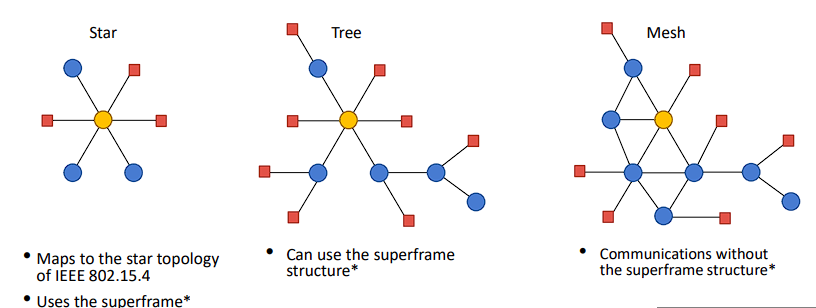 Star
Tree
Mesh
• Maps to the star topology
of IEEE 802.15.4
• Uses the superframe*
• Can use the superframe
structure*
• Communications without
the superframe structure*